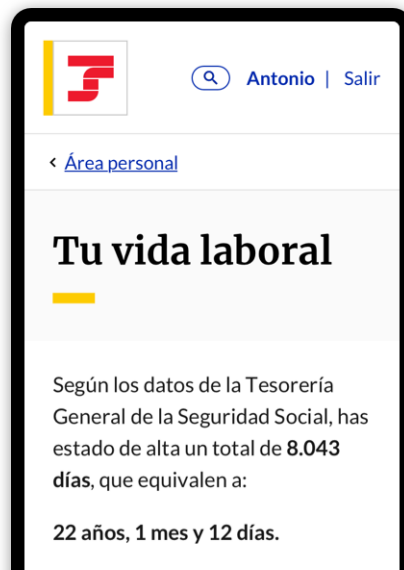 Antonio | Salir
‹ Área personal
Tu vida laboral
Según los datos de la Tesorería
General de la Seguridad Social, has
estado de alta un total de 8.043
días, que equivalen a:
22 años, 1 mes y 12 días.